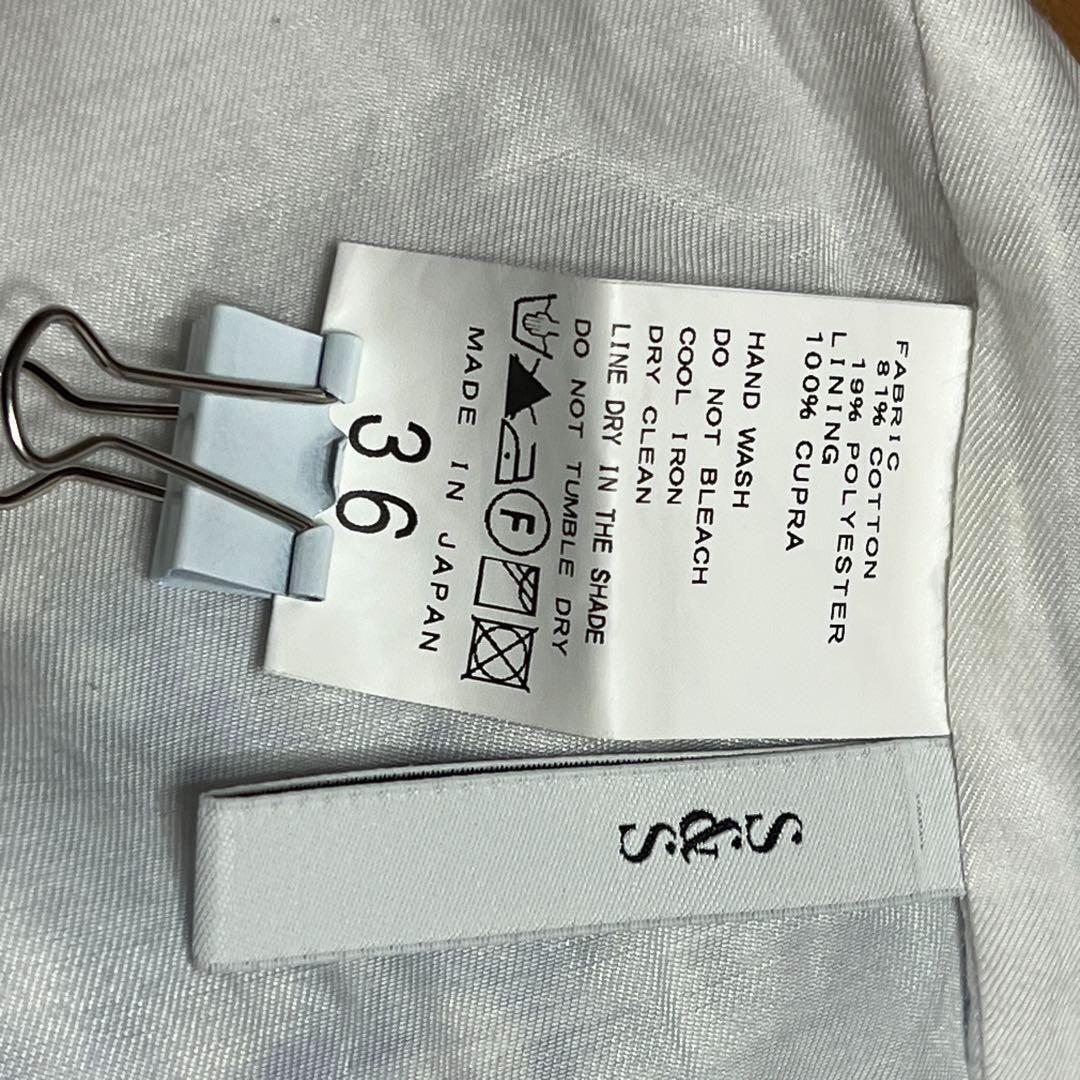 FABRIC
81% COTTON
19% POLYESTER
LINING
100% CUPRA
HAND WASH
DO NOT BLEACH
COOL IRON
DRY CLEAN
LINE DRY IN THE SHADE
DO NOT TUMBLE DRY
F
MADE IN JAPAN
36
S&S